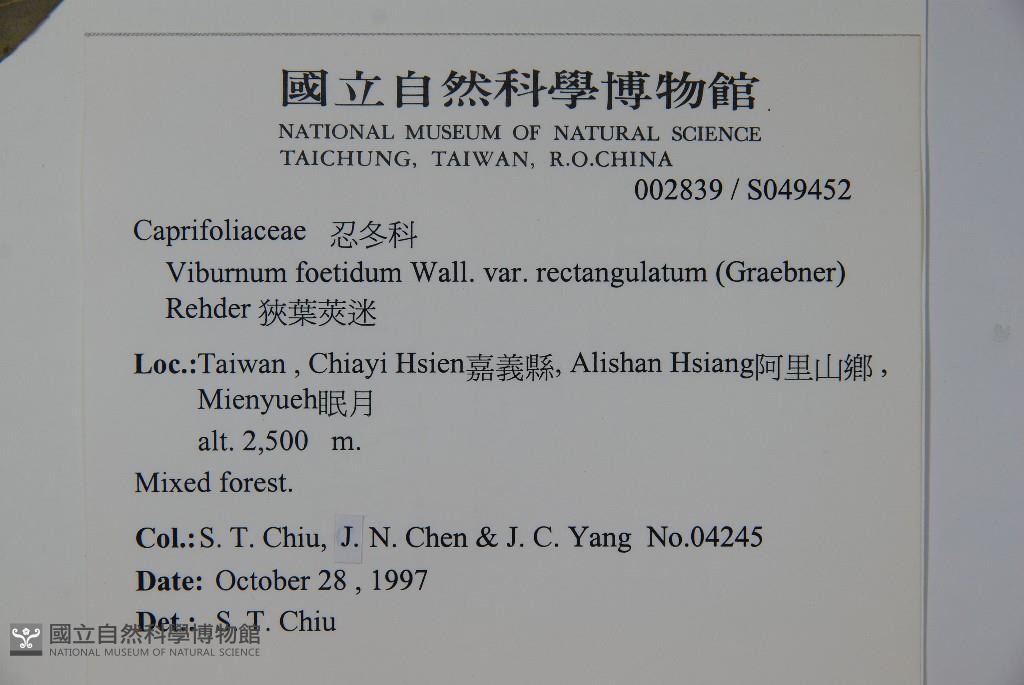 國立自然科學博物館
NATIONAL MUSEUM OF NATURAL SCIENCE
TAICHUNG, TAIWAN, R.O.CHINA
002839 / S049452
Caprifoliaceae 忍冬科
Viburnum foetidum Wall. var. rectangulatum (Graebner)
Rehder 狹葉莢迷
Loc.:Taiwan , Chiayi Hsien嘉義縣, Alishan Hsiang阿里山鄉 ,
Mienyueh眠月
alt. 2,500 m.
Mixed forest.
Col.: S. T. Chiu, J. N. Chen & J. C. Yang No.04245
Date: October 28 , 1997
Det.: S. T. Chiu
國立自然科學博物館
NATIONAL MUSEUM OF NATURAL SCIENCE